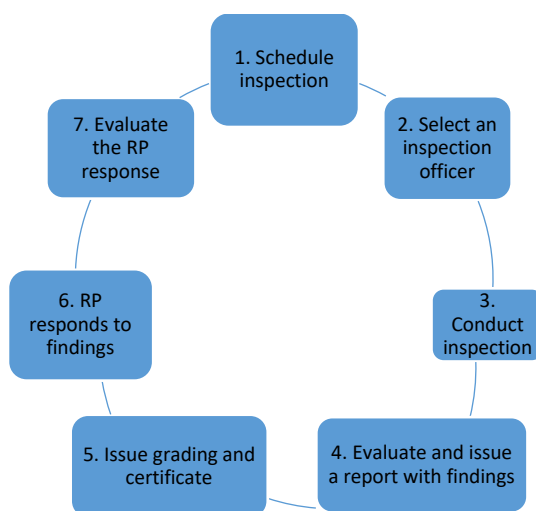 1. Schedule
inspection
2. Select an
inspection
officer
3.
Conduct
inspection
4. Evaluate and issue
a report with findings
5. Issue grading and
certificate
6. RP
responds to
findings
7. Evaluate
the RP
response